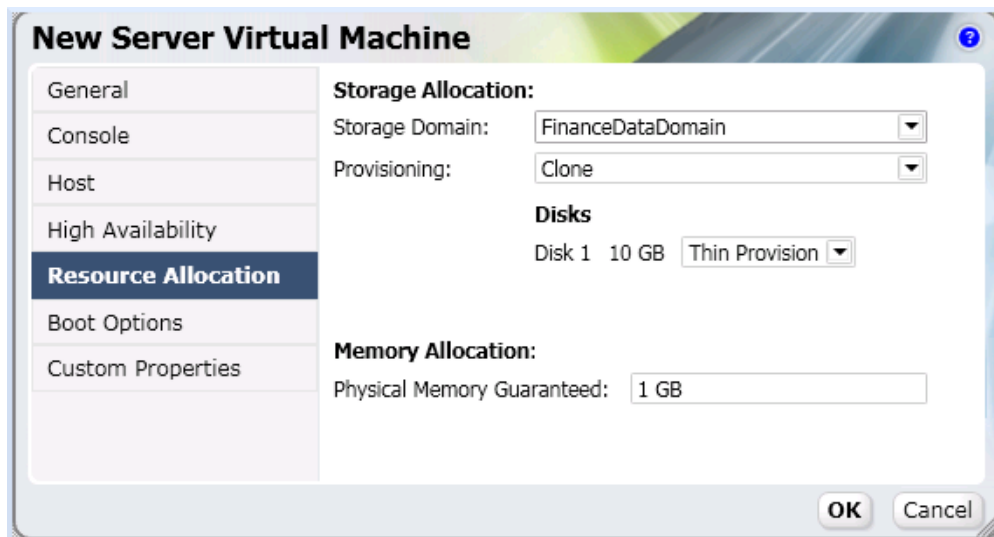 New Server Virtual Machine
?
General
Console
Host
High Availability
Resource Allocation
Boot Options
Custom Properties
Storage Allocation:
Storage Domain: FinanceDataDomain
Provisioning: Clone
Disks
Disk 1 10 GB Thin Provision
Memory Allocation:
Physical Memory Guaranteed: 1 GB
OK Cancel